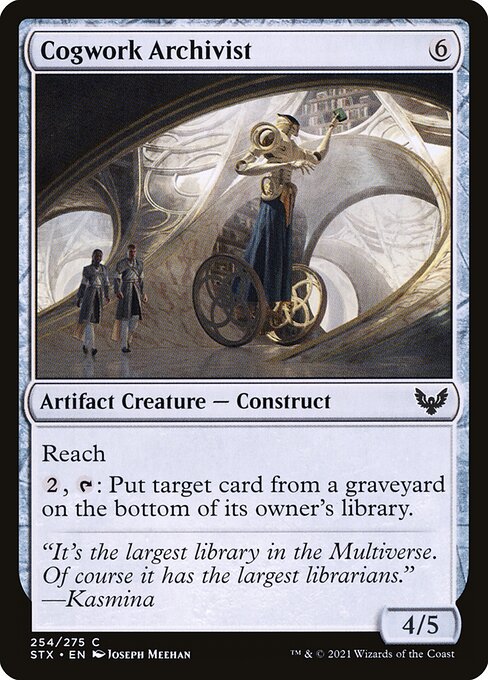 Cogwork Archivist 6
Artifact Creature — Construct
Reach
2, : Put target card from a graveyard
on the bottom of its owner's library.
"It's the largest library in the Multiverse.
Of course it has the largest librarians."
—Kasmina
4/5
254/275 C
STX • EN Joseph Meehan
™ & © 2021 Wizards of the Coast